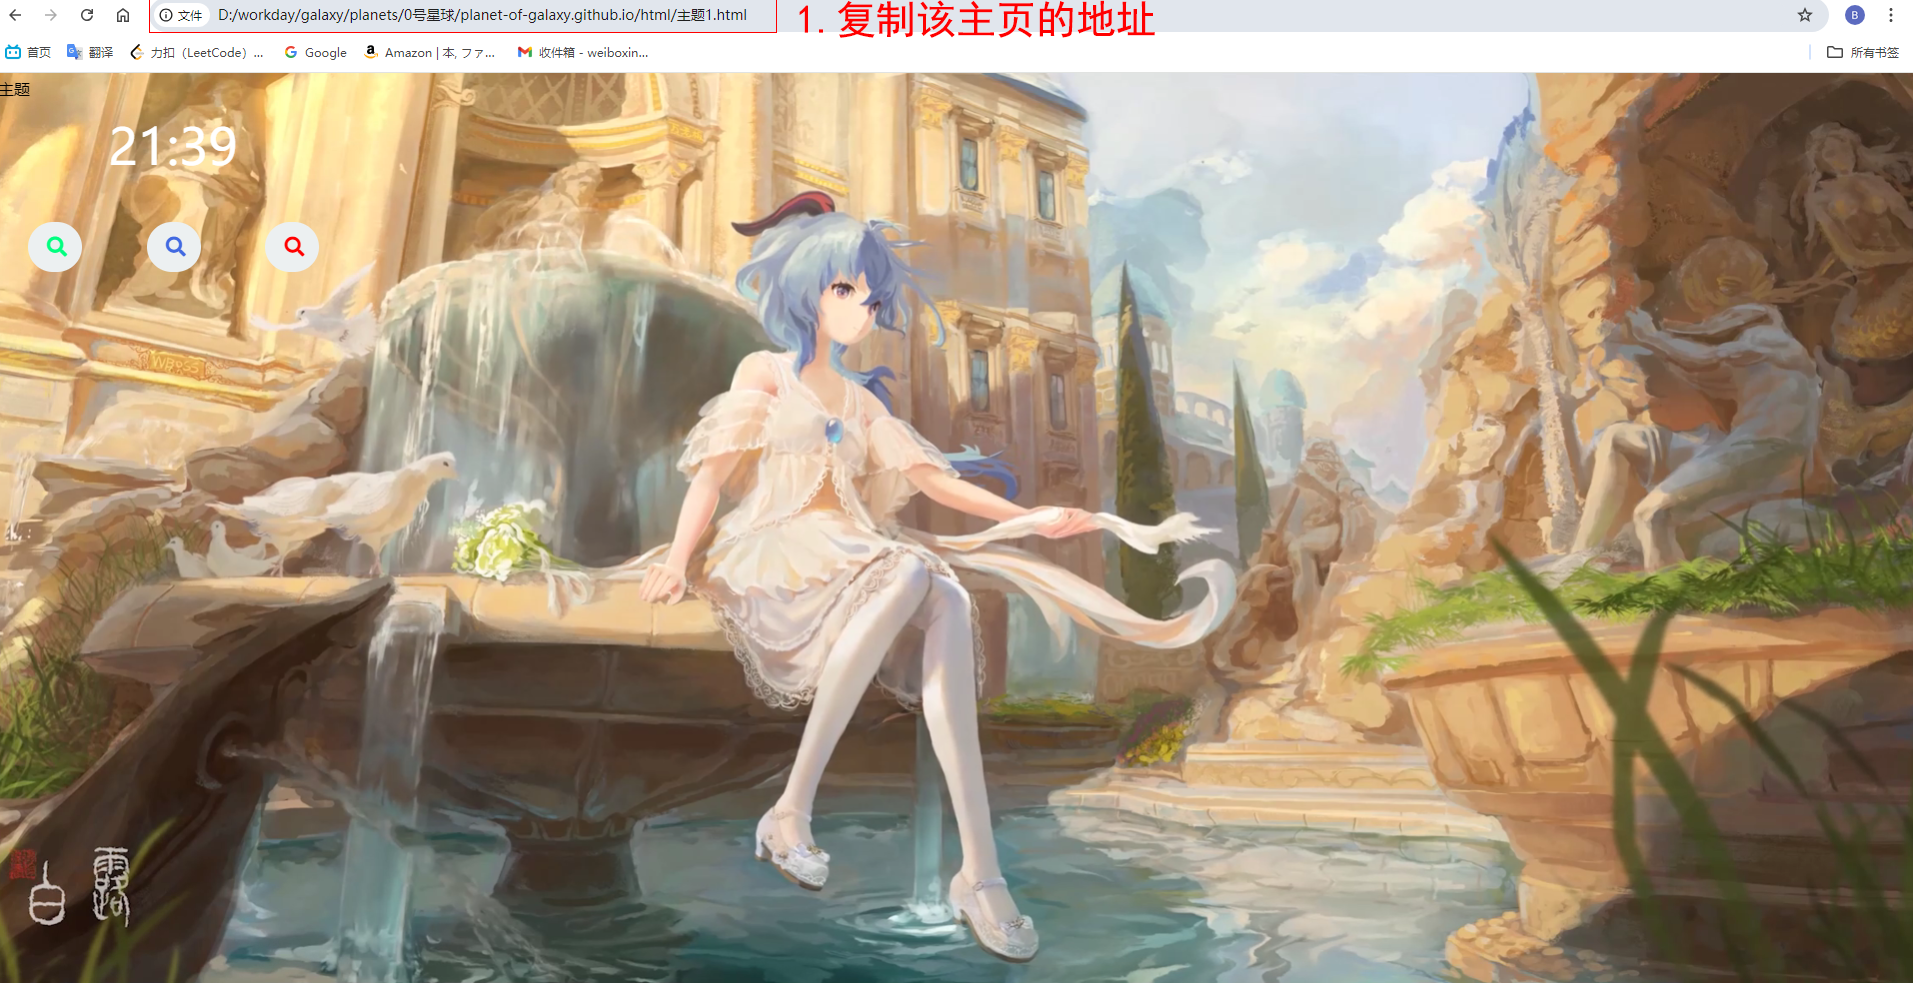 文件 D:/workday/galaxy/planets/0号星球/planet-of-galaxy.github.io/html/主题1.html
1. 复制该主页的地址
B
首页 翻译 力扣（LeetCode）... Google Amazon | 本, ファ... 收件箱 - weiboxin... 所有书签
主题
21:39
WBOSS
白露